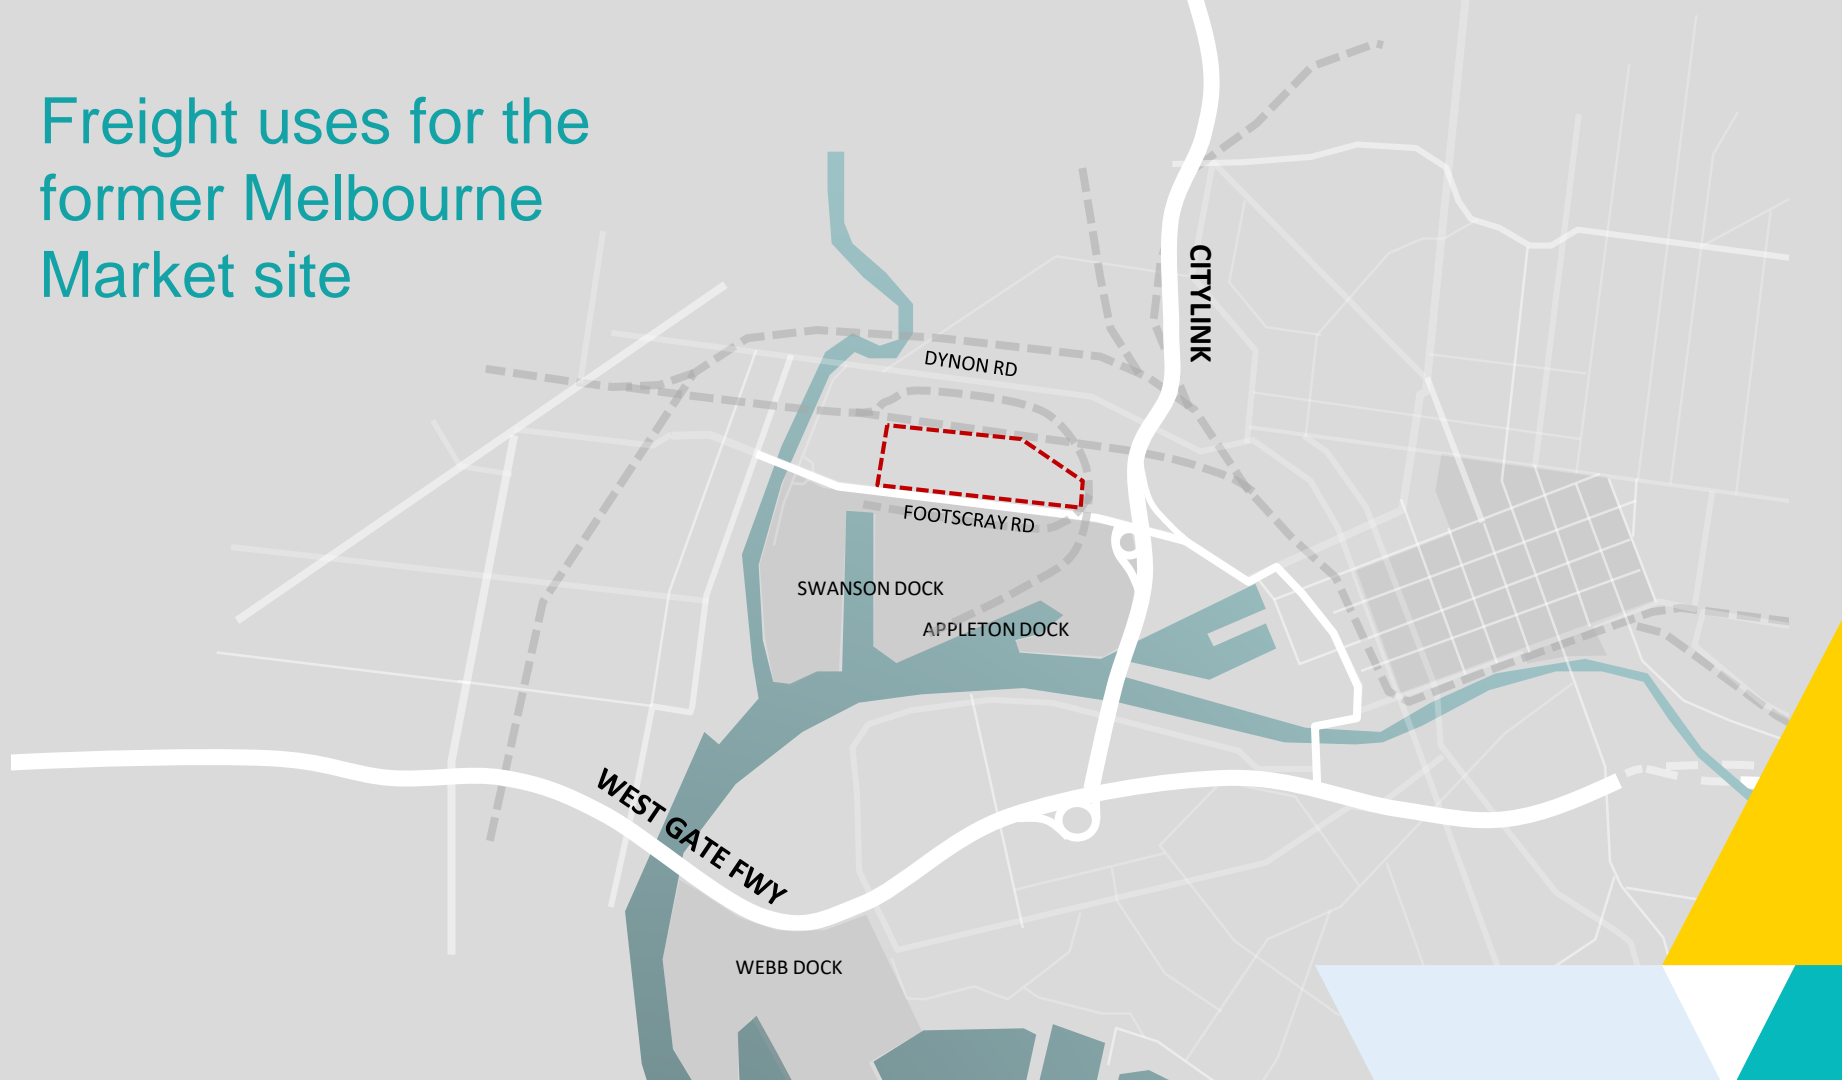 Freight uses for the
former Melbourne
Market site
CITYLINK
DYNON RD
FOOTSCRAY RD
SWANSON DOCK
APPLETON DOCK
WEST GATE FWY
WEBB DOCK